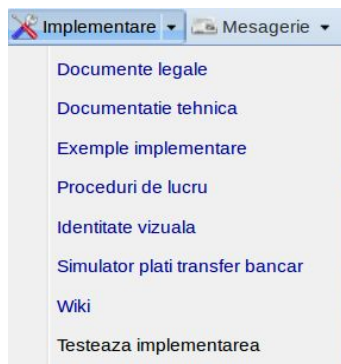 Implementare Mesagerie
Documente legale
Documentatie tehnica
Exemple implementare
Proceduri de lucru
Identitate vizuala
Simulator plati transfer bancar
Wiki
Testeaza implementarea